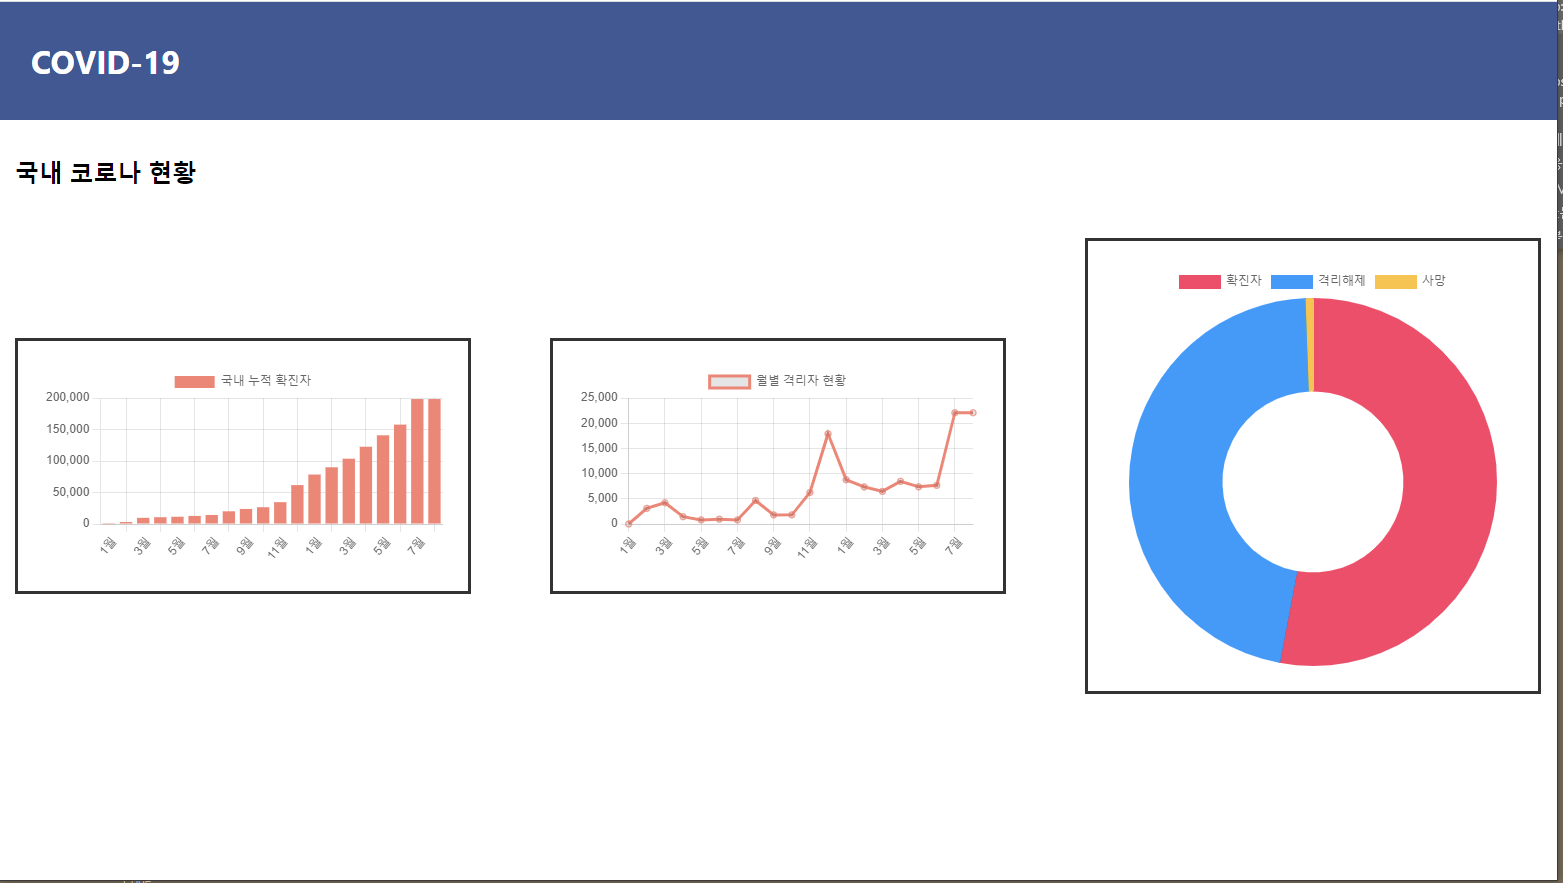 COVID-19
국내 코로나 현황
국내 누적 확진자
200,000
150,000
100,000
50,000
0
1월 3월 5월 7월 9월 11월 1월 3월 5월 7월
월별 격리자 현황
25,000
20,000
15,000
10,000
5,000
0
1월 3월 5월 7월 9월 11월 1월 3월 5월 7월
확진자 격리해제 사망